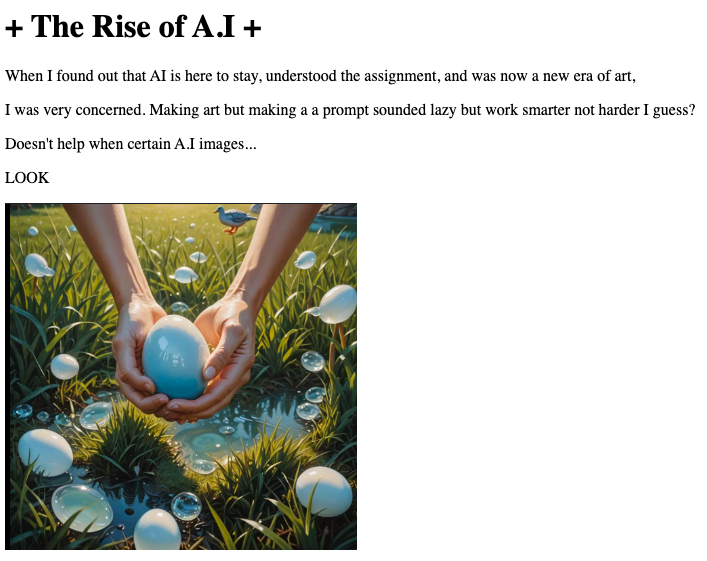 + The Rise of A.I +
When I found out that AI is here to stay, understood the assignment, and was now a new era of art,
I was very concerned. Making art but making a a prompt sounded lazy but work smarter not harder I guess?
Doesn't help when certain A.I images...
LOOK